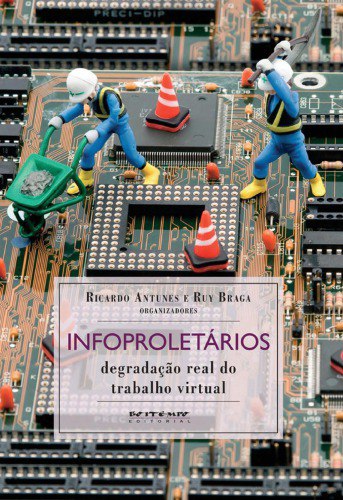 PRECI-DIP
RICARDO ANTUNES E RUY BRAGA
ORGANIZADORES
INFOPROLETÁRIOS
degradação real do
trabalho virtual
BOITEMPO
EDITORIAL